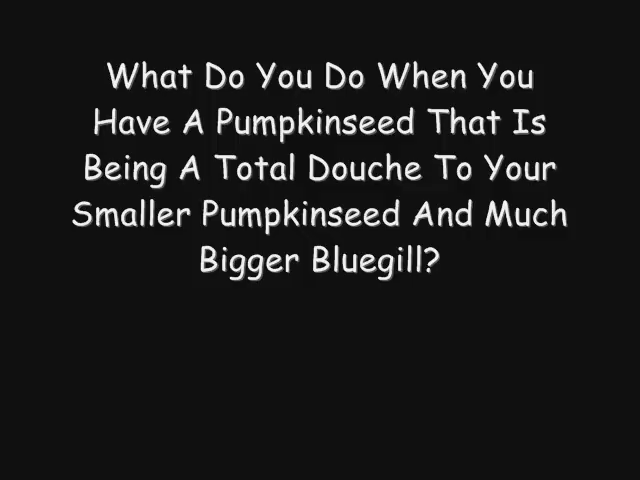 What Do You Do When You
Have A Pumpkinseed That Is
Being A Total Douche To Your
Smaller Pumpkinseed And Much
Bigger Bluegill?